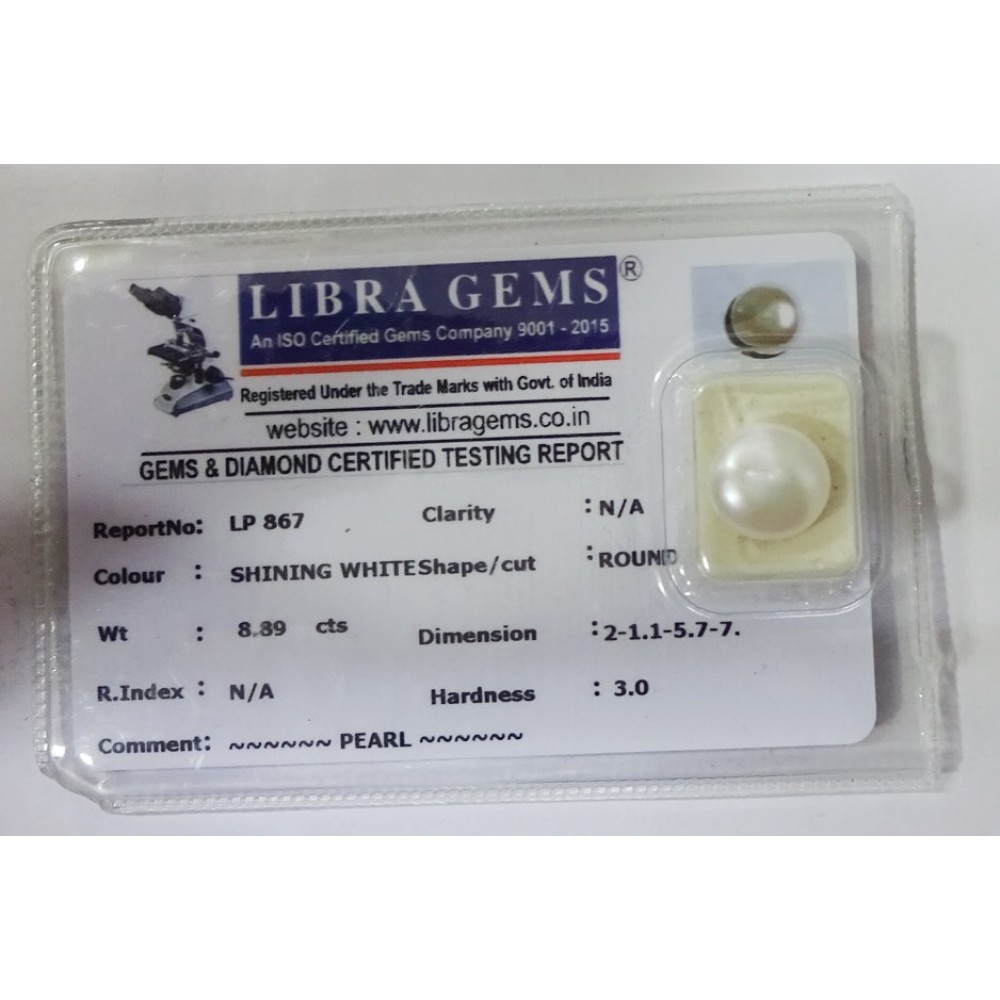 LIBRA GEMS®
An ISO Certified Gems Company 9001 - 2015
Registered Under the Trade Marks with Govt. of India
website : www.libragems.co.in
GEMS & DIAMOND CERTIFIED TESTING REPORT
ReportNo: LP 867 Clarity : N/A
Colour : SHINING WHITE Shape/cut : ROUND
Wt : 8.89 cts Dimension : 2-1.1-5.7-7.
R.Index : N/A Hardness : 3.0
Comment: ~~~~~~ PEARL ~~~~~~